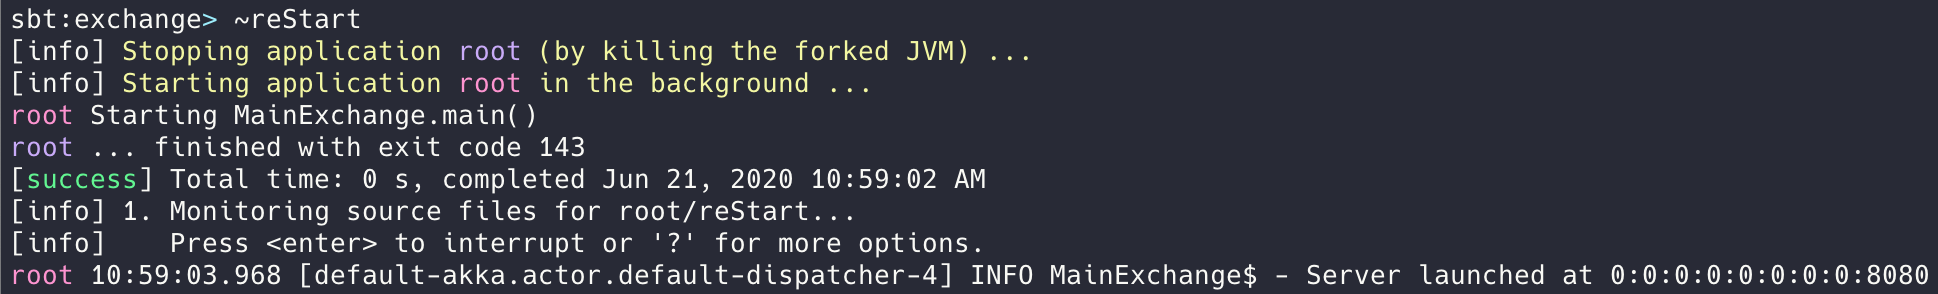 sbt:exchange> ~reStart
[info] Stopping application root (by killing the forked JVM) ...
[info] Starting application root in the background ...
root Starting MainExchange.main()
root ... finished with exit code 143
[success] Total time: 0 s, completed Jun 21, 2020 10:59:02 AM
[info] 1. Monitoring source files for root/reStart...
[info]    Press <enter> to interrupt or '?' for more options.
root 10:59:03.968 [default-akka.actor.default-dispatcher-4] INFO MainExchange$ - Server launched at 0:0:0:0:0:0:0:0:8080